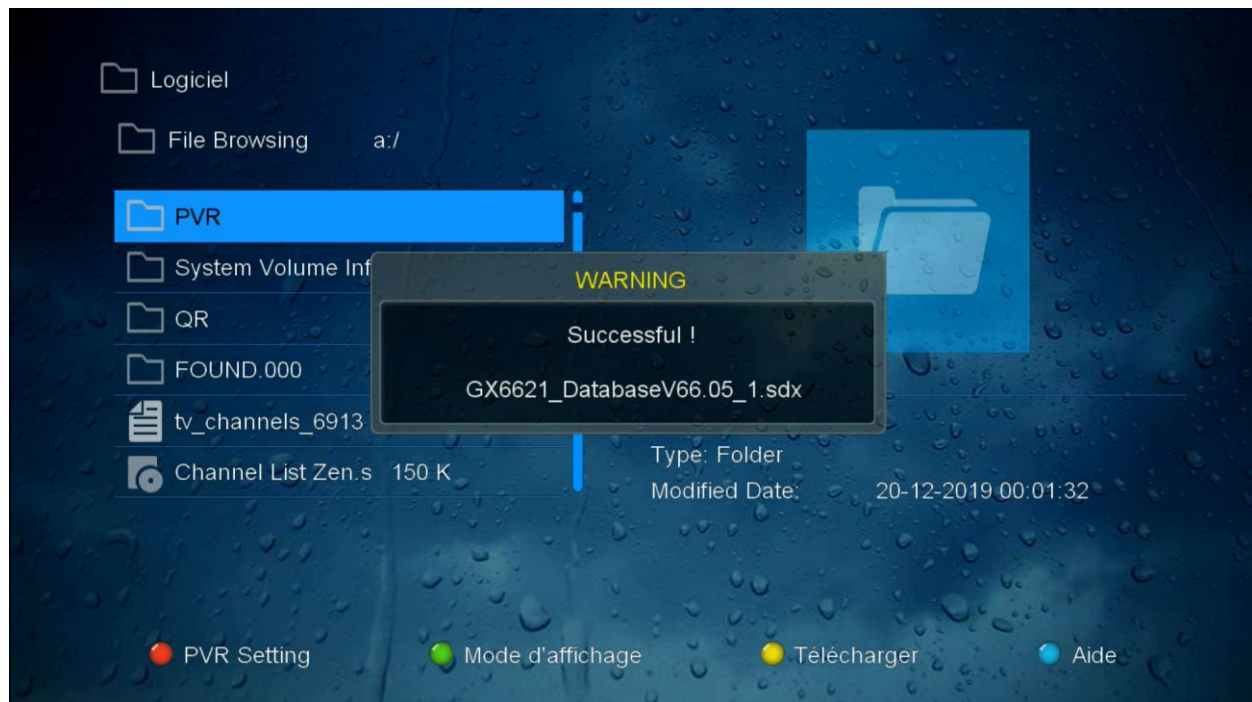 Logiciel
File Browsing a:/
PVR
System Volume Inf
QR
FOUND.000
tv_channels_6913
Channel List Zen.s 150 K
WARNING
Successful !
GX6621_DatabaseV66.05_1.sdx
Type: Folder
Modified Date: 20-12-2019 00:01:32
PVR Setting Mode d'affichage Télécharger Aide